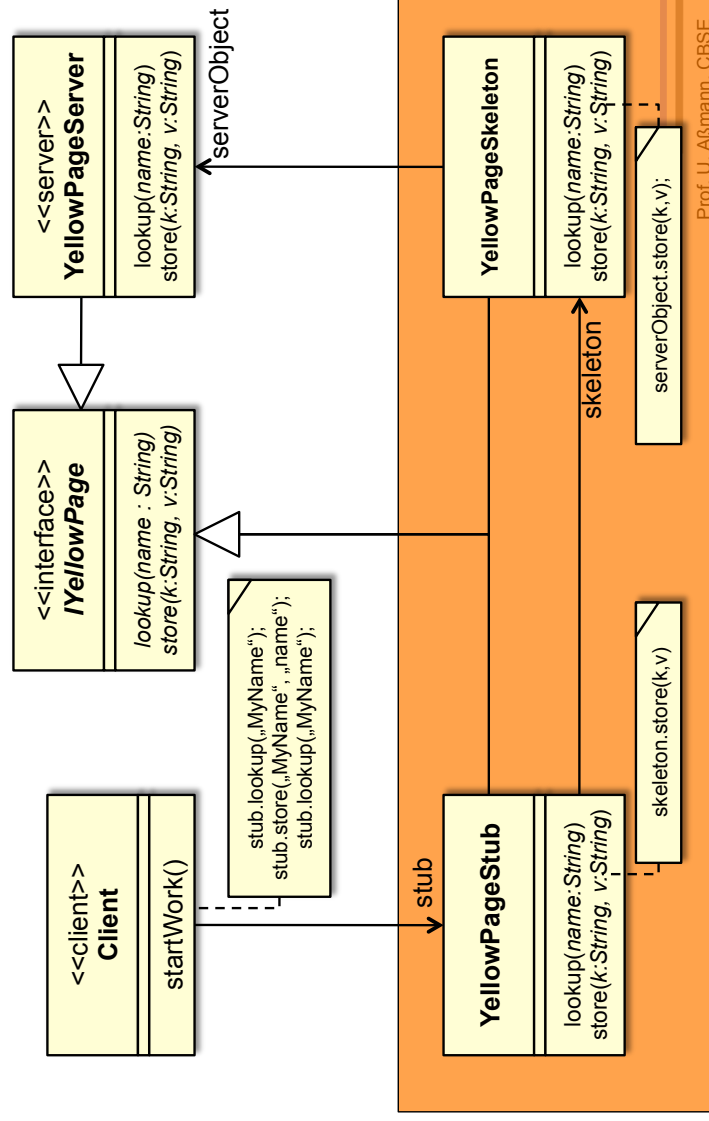 <<client>>
Client
startWork()
<<interface>>
IYellowPage
lookup(name : String)
store(k:String, v:String)
<<server>>
YellowPageServer
lookup(name:String)
store(k:String, v:String)
stub.lookup(„MyName“);
stub.store(„MyName“, „name“);
stub.lookup(„MyName“);
stub
serverObject
YellowPageStub
lookup(name:String)
store(k:String, v:String)
skeleton
YellowPageSkeleton
lookup(name:String)
store(k:String, v:String)
skeleton.store(k,v)
serverObject.store(k,v);
Prof. U. Aßmann, CBSE